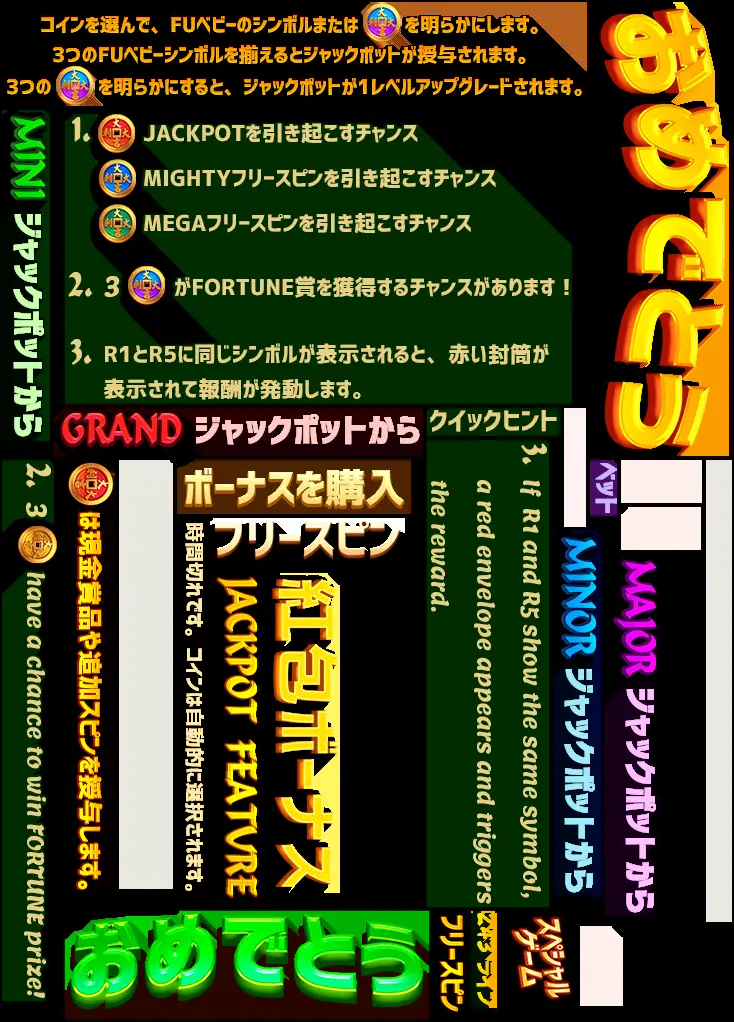 コインを選んで、FUベビーのシンボルまたは を明らかにします。
3つのFUベビーシンボルを揃えるとジャックポットが授与されます。
3つの を明らかにすると、ジャックポットが1レベルアップグレードされます。
おめでとう
MINI ジャックポットから
1. JACKPOTを引き起こすチャンス
MIGHTYフリースピンを引き起こすチャンス
MEGAフリースピンを引き起こすチャンス
2. 3 がFORTUNE賞を獲得するチャンスがあります！
3. R1とR5に同じシンボルが表示されると、赤い封筒が
表示されて報酬が発動します。
GRAND ジャックポットから
クイックヒント
ボーナスを購入
フリースピン
ベット
2. 3 have a chance to win FORTUNE prize!
は現金賞品や追加スピンを授与します。
時間切れです。コインは自動的に選択されます。
JACKPOT FEATURE
紅包ボーナス
3. If R1 and R5 show the same symbol,
a red envelope appears and triggers
the reward.
MINOR ジャックポットから
MAJOR ジャックポットから
おめでとう
フリースピン
スペシャル
ゲーム